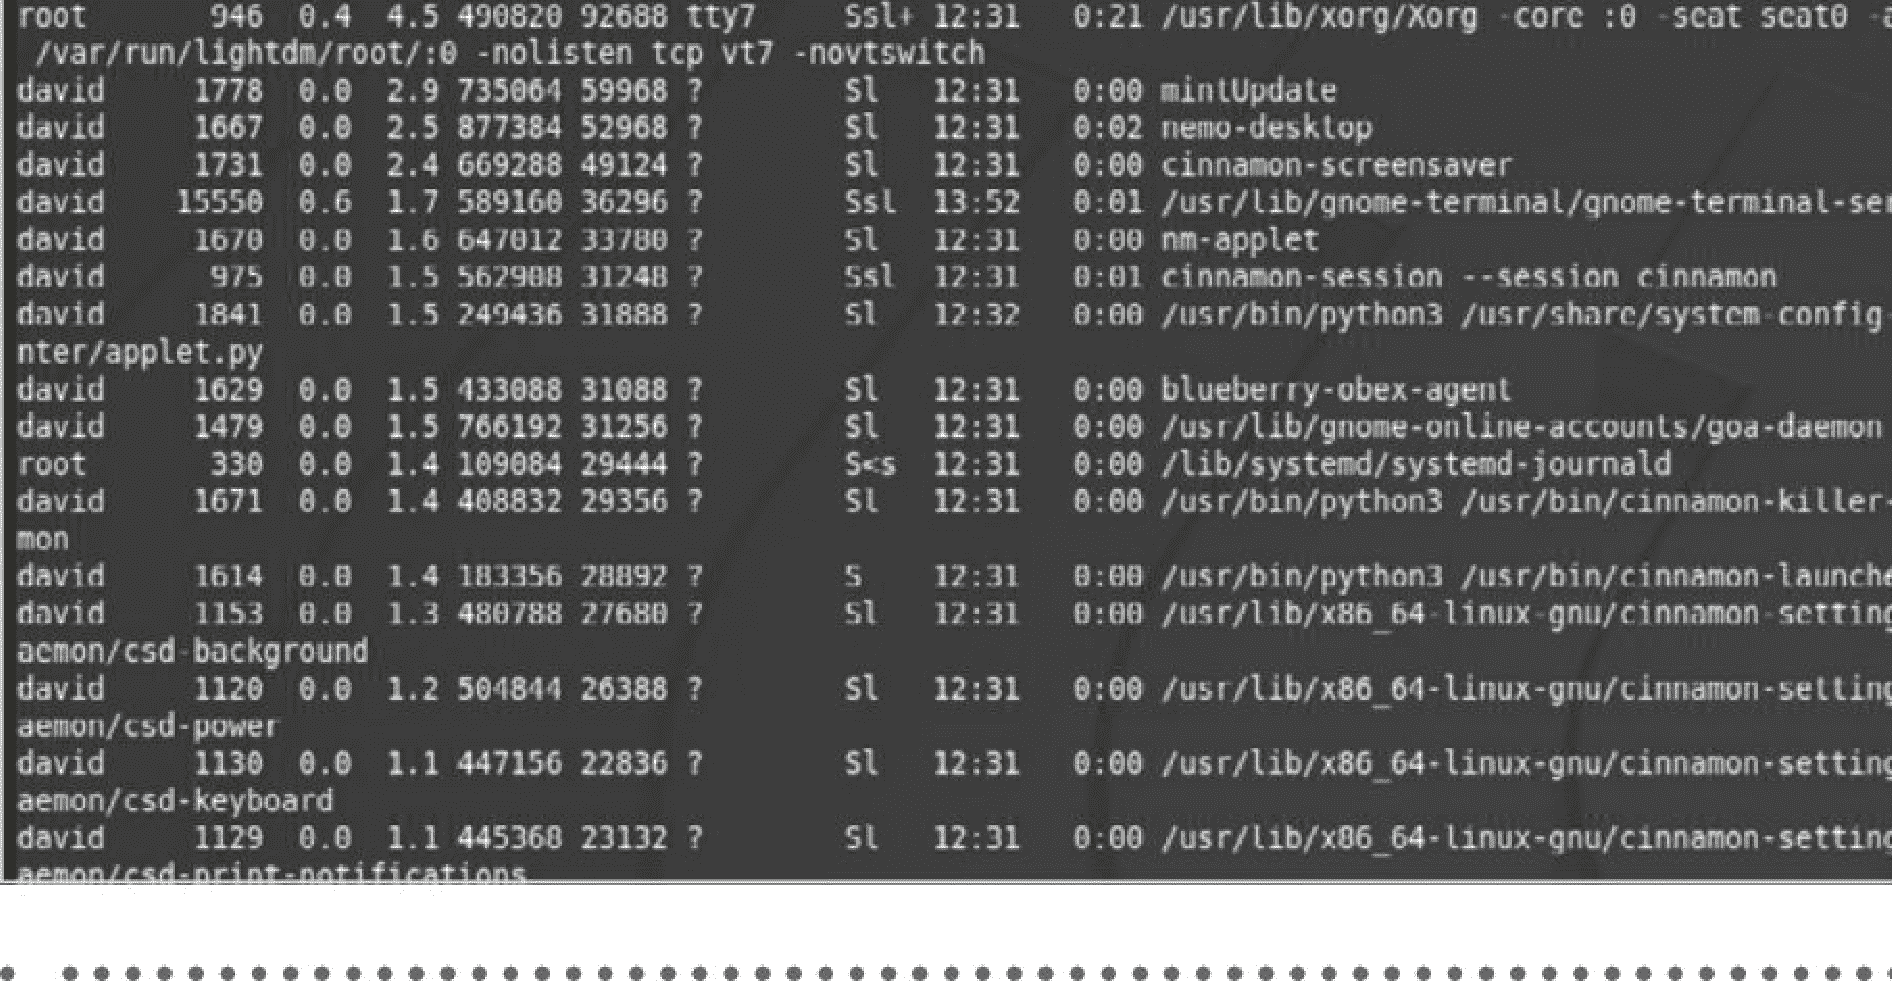 root 946 0.4 4.5 490820 92688 tty7 Ssl+ 12:31 0:21 /usr/lib/xorg/Xorg -core :0 -seat seat0 -a
/var/run/lightdm/root/:0 -nolisten tcp vt7 -novtswitch
david 1778 0.0 2.9 735064 59968 ? Sl 12:31 0:00 mintUpdate
david 1667 0.0 2.5 877384 52968 ? Sl 12:31 0:02 nemo-desktop
david 1731 0.0 2.4 669288 49124 ? Sl 12:31 0:00 cinnamon-screensaver
david 15550 0.6 1.7 589160 36296 ? Ssl 13:52 0:01 /usr/lib/gnome-terminal/gnome-terminal-ser
david 1670 0.0 1.6 647012 33780 ? Sl 12:31 0:00 nm-applet
david 975 0.0 1.5 562908 31248 ? Ssl 12:31 0:01 cinnamon-session --session cinnamon
david 1841 0.0 1.5 249436 31888 ? Sl 12:32 0:00 /usr/bin/python3 /usr/share/system-config-
nter/applet.py
david 1629 0.0 1.5 433088 31088 ? Sl 12:31 0:00 blueberry-obex-agent
david 1479 0.0 1.5 766192 31256 ? Sl 12:31 0:00 /usr/lib/gnome-online-accounts/goa-daemon
root 330 0.0 1.4 109084 29444 ? S<s 12:31 0:00 /lib/systemd/systemd-journald
david 1671 0.0 1.4 408832 29356 ? Sl 12:31 0:00 /usr/bin/python3 /usr/bin/cinnamon-killer-
mon
david 1614 0.0 1.4 183356 28892 ? S 12:31 0:00 /usr/bin/python3 /usr/bin/cinnamon-launche
david 1153 0.0 1.3 480788 27680 ? Sl 12:31 0:00 /usr/lib/x86_64-linux-gnu/cinnamon-setting
aemon/csd-background
david 1120 0.0 1.2 504844 26388 ? Sl 12:31 0:00 /usr/lib/x86_64-linux-gnu/cinnamon-setting
aemon/csd-power
david 1130 0.0 1.1 447156 22836 ? Sl 12:31 0:00 /usr/lib/x86_64-linux-gnu/cinnamon-setting
aemon/csd-keyboard
david 1129 0.0 1.1 445368 23132 ? Sl 12:31 0:00 /usr/lib/x86_64-linux-gnu/cinnamon-setting
aemon/csd-print-notifications